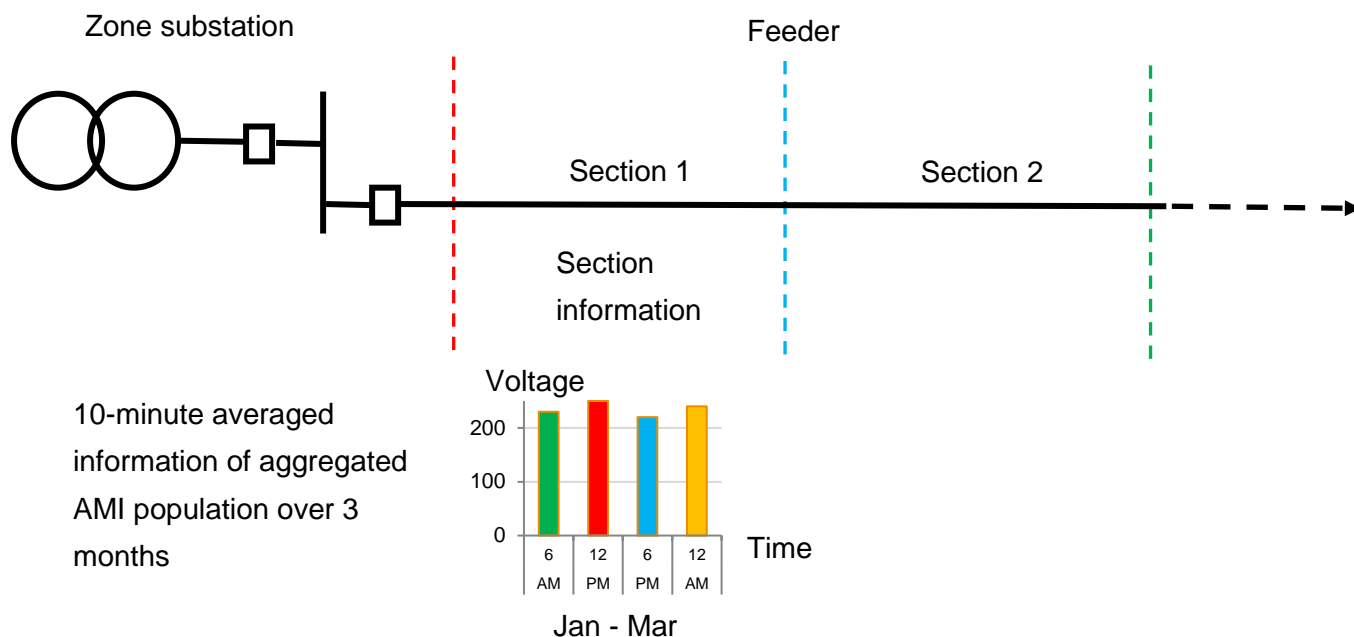 Zone substation
Feeder
Section 1
Section 2
Section
information
10-minute averaged
information of aggregated
AMI population over 3
months
Voltage
200
100
0
6
AM
12
PM
6
PM
12
AM
Time
Jan - Mar